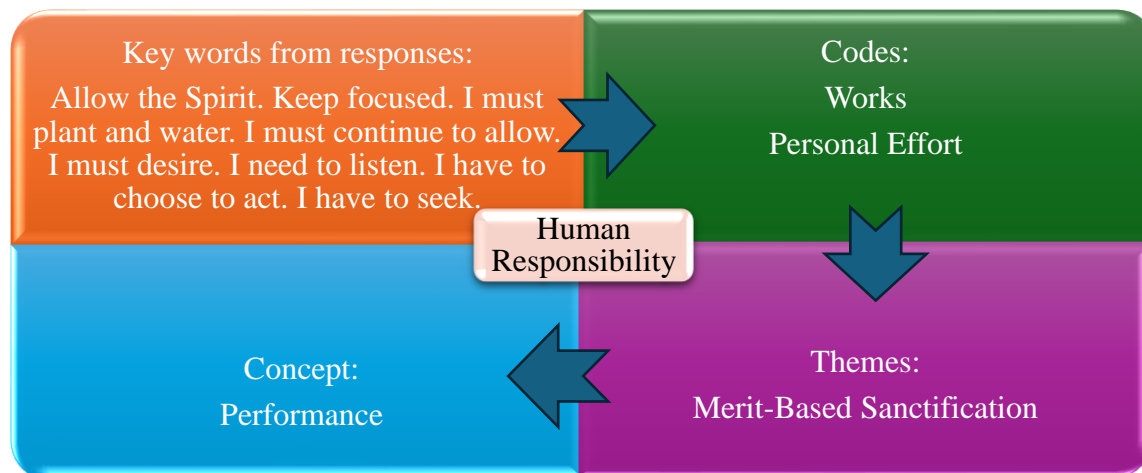 Key words from responses:
Allow the Spirit. Keep focused. I must
plant and water. I must continue to allow.
I must desire. I need to listen. I have to
choose to act. I have to seek.
Codes:
Works
Personal Effort
Human
Responsibility
Concept:
Performance
Themes:
Merit-Based Sanctification